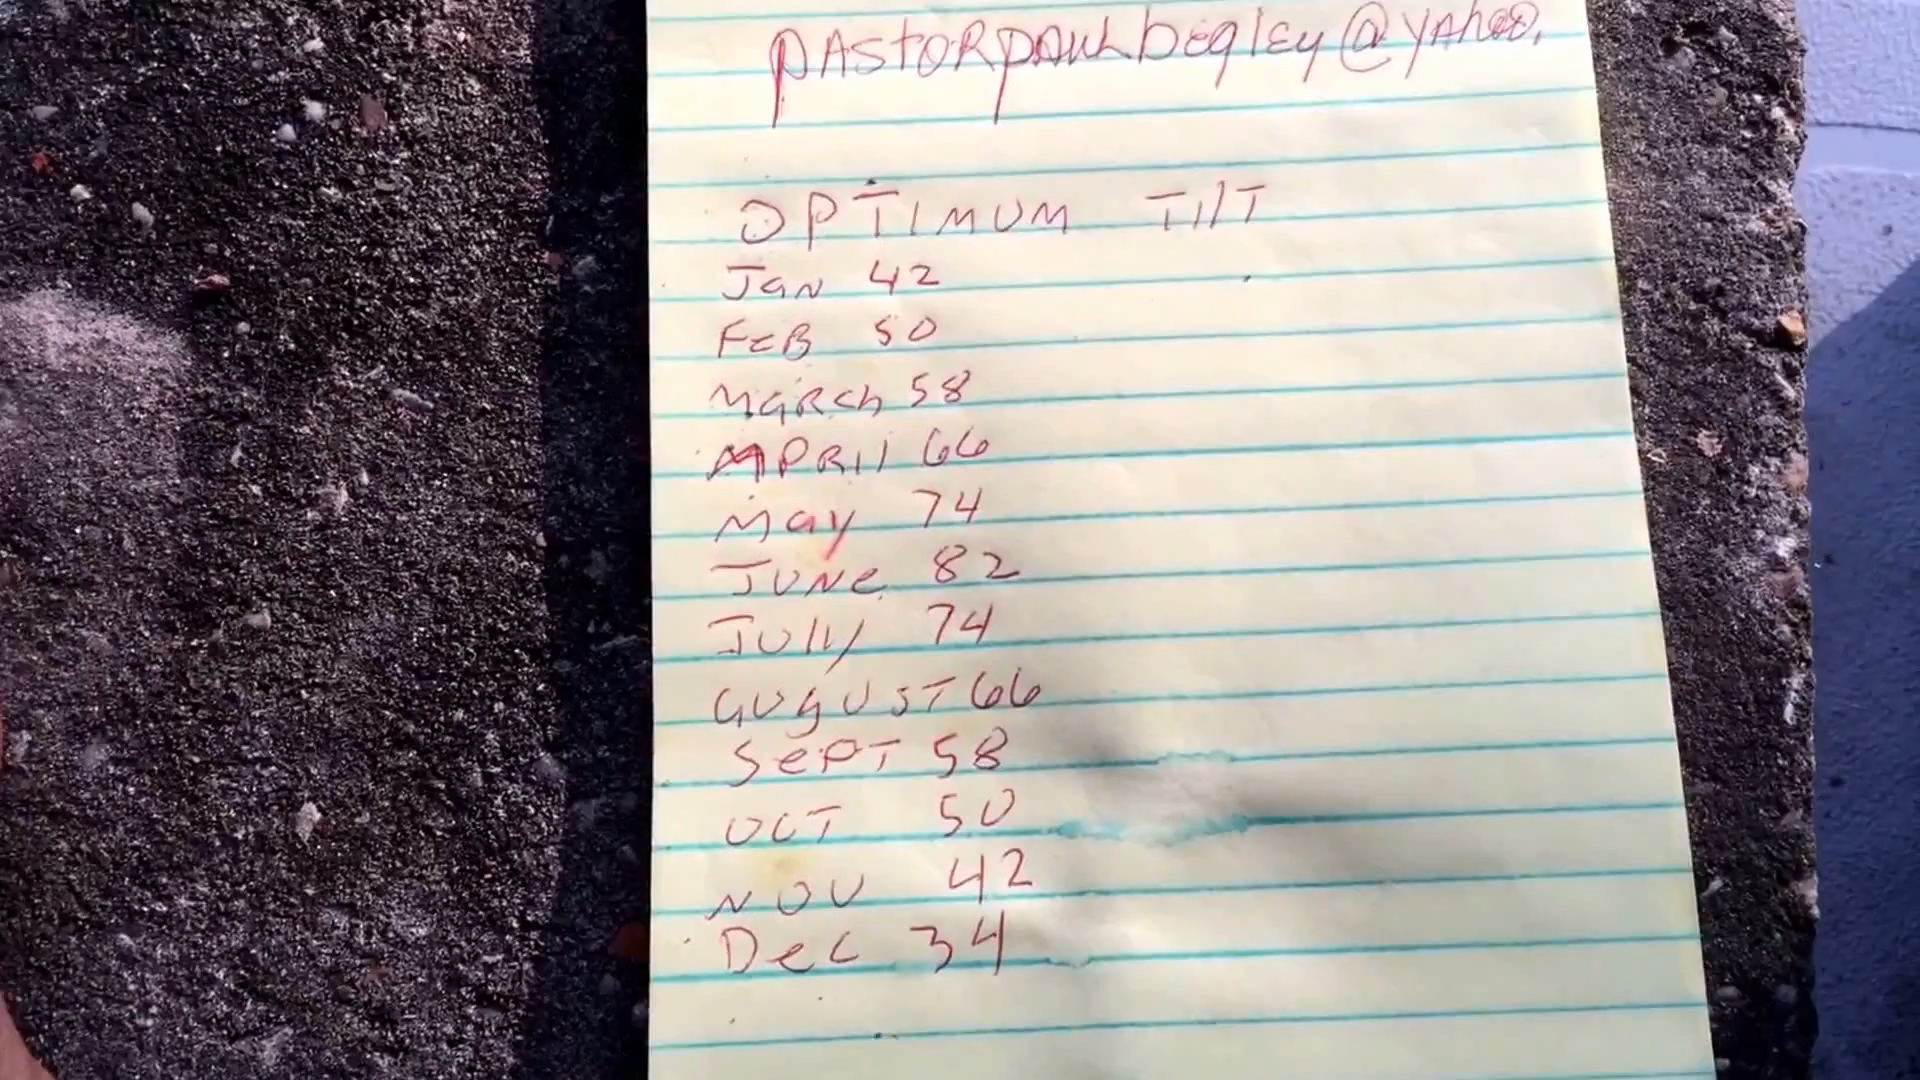 pastorpaulbegley@yahoo.
OPTIMUM TIlT
Jan 42
FeB 50
MaRch 58
APRIl 66
May 74
JUNe 82
JUlly 74
aUgUST 66
SePT 58
OCT 50
NOV 42
Dec 34